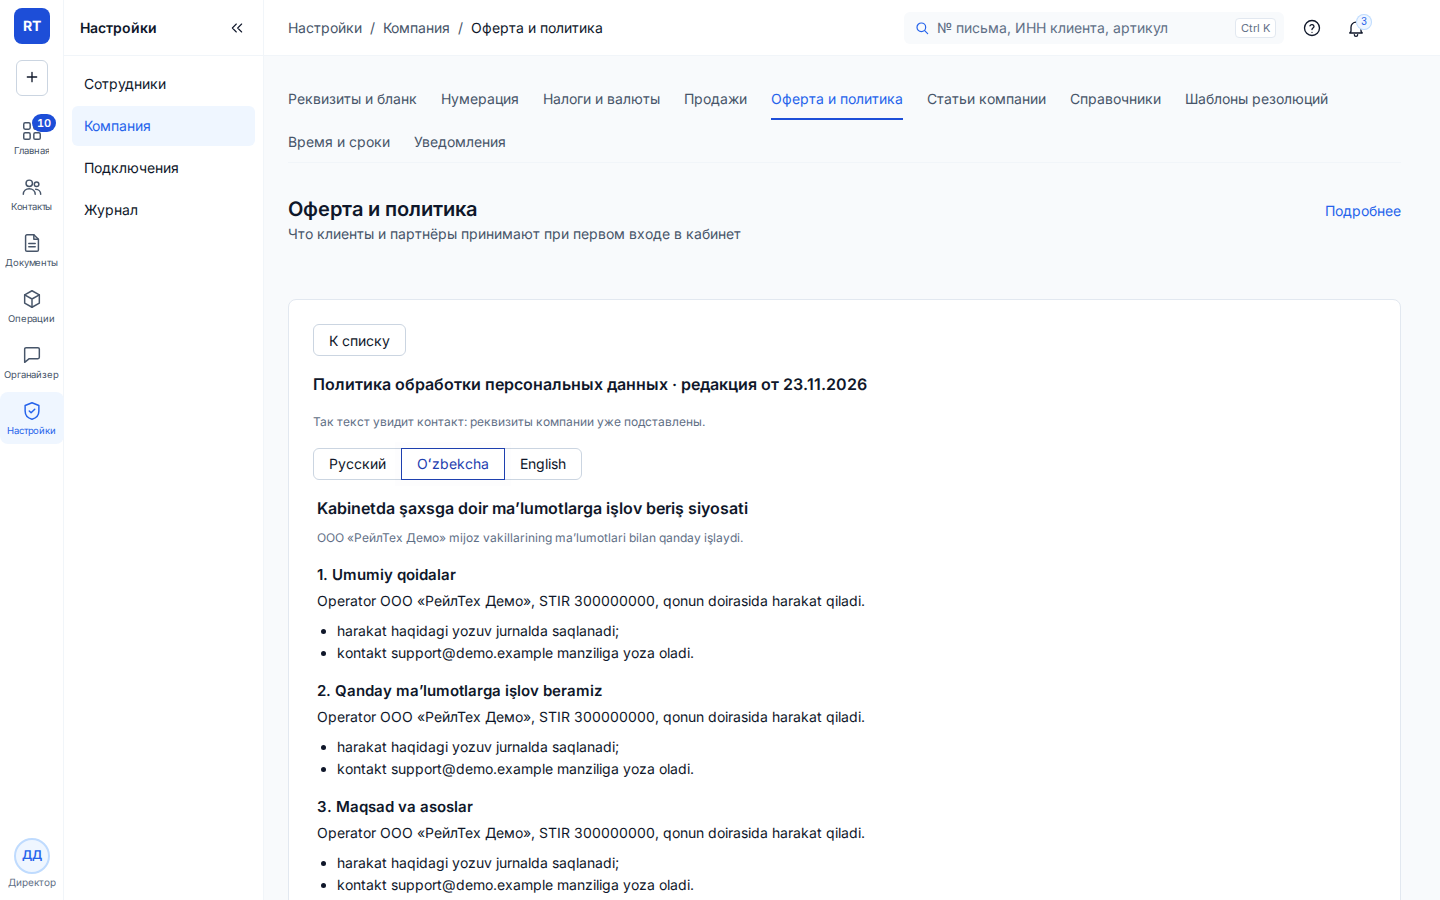 RT
Настройки
Настройки / Компания / Оферта и политика
№ письма, ИНН клиента, артикул
Ctrl K
3
10
Главная
Контакты
Документы
Операции
Органайзер
Настройки
ДД
Директор
Сотрудники
Компания
Подключения
Журнал
Реквизиты и бланк
Нумерация
Налоги и валюты
Продажи
Оферта и политика
Статьи компании
Справочники
Шаблоны резолюций
Время и сроки
Уведомления
Оферта и политика
Подробнее
Что клиенты и партнёры принимают при первом входе в кабинет
К списку
Политика обработки персональных данных · редакция от 23.11.2026
Так текст увидит контакт: реквизиты компании уже подставлены.
Русский
Oʻzbekcha
English
Kabinetda şaxsga doir maʼlumotlarga işlov beriş siyosati
ООО «РейлТех Демо» mijoz vakillarining maʼlumotlari bilan qanday işlaydi.
1. Umumiy qoidalar
Operator ООО «РейлТех Демо», STIR 300000000, qonun doirasida harakat qiladi.
• harakat haqidagi yozuv jurnalda saqlanadi;
• kontakt support@demo.example manziliga yoza oladi.
2. Qanday maʼlumotlarga işlov beramiz
Operator ООО «РейлТех Демо», STIR 300000000, qonun doirasida harakat qiladi.
• harakat haqidagi yozuv jurnalda saqlanadi;
• kontakt support@demo.example manziliga yoza oladi.
3. Maqsad va asoslar
Operator ООО «РейлТех Демо», STIR 300000000, qonun doirasida harakat qiladi.
• harakat haqidagi yozuv jurnalda saqlanadi;
• kontakt support@demo.example manziliga yoza oladi.